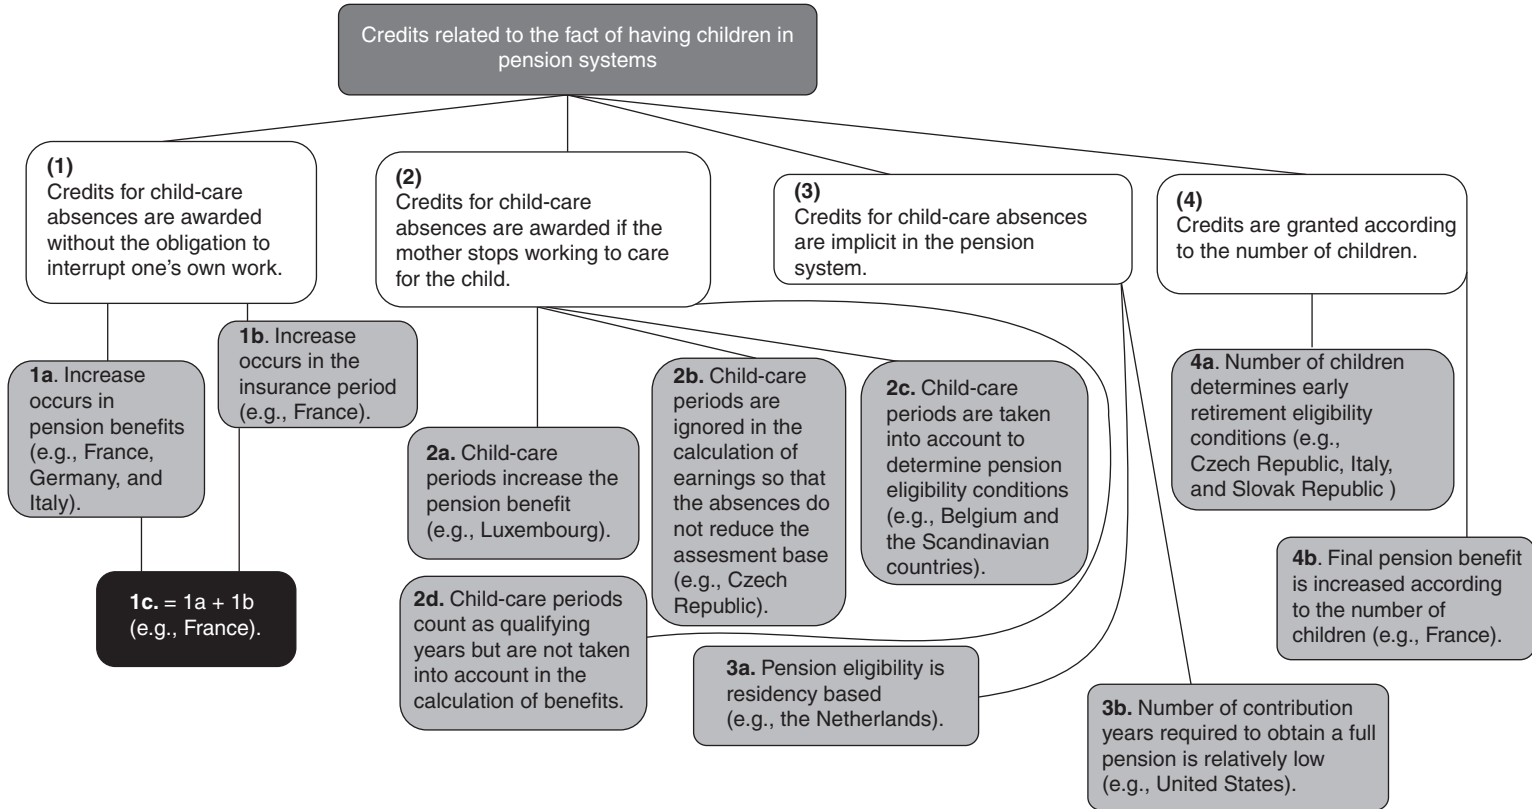 Credits related to the fact of having children in
pension systems
(1)
Credits for child-care
absences are awarded
without the obligation to
interrupt one's own work.
(2)
Credits for child-care
absences are awarded if the
mother stops working to care
for the child.
(3)
Credits for child-care absences
are implicit in the pension
system.
(4)
Credits are granted according
to the number of children.
1a. Increase
occurs in
pension benefits
(e.g., France,
Germany, and
Italy).
1b. Increase
occurs in the
insurance period
(e.g., France).
1c. = 1a + 1b
(e.g., France).
2a. Child-care
periods increase the
pension benefit
(e.g., Luxembourg).
2b. Child-care
periods are
ignored in the
calculation of
earnings so that
the absences do
not reduce the
assesment base
(e.g., Czech
Republic).
2c. Child-care
periods are taken
into account to
determine pension
eligibility conditions
(e.g., Belgium and
the Scandinavian
countries).
2d. Child-care periods
count as qualifying
years but are not taken
into account in the
calculation of benefits.
3a. Pension eligibility is
residency based
(e.g., the Netherlands).
3b. Number of contribution
years required to obtain a full
pension is relatively low
(e.g., United States).
4a. Number of children
determines early
retirement eligibility
conditions (e.g.,
Czech Republic, Italy,
and Slovak Republic )
4b. Final pension benefit
is increased according
to the number of
children (e.g., France).